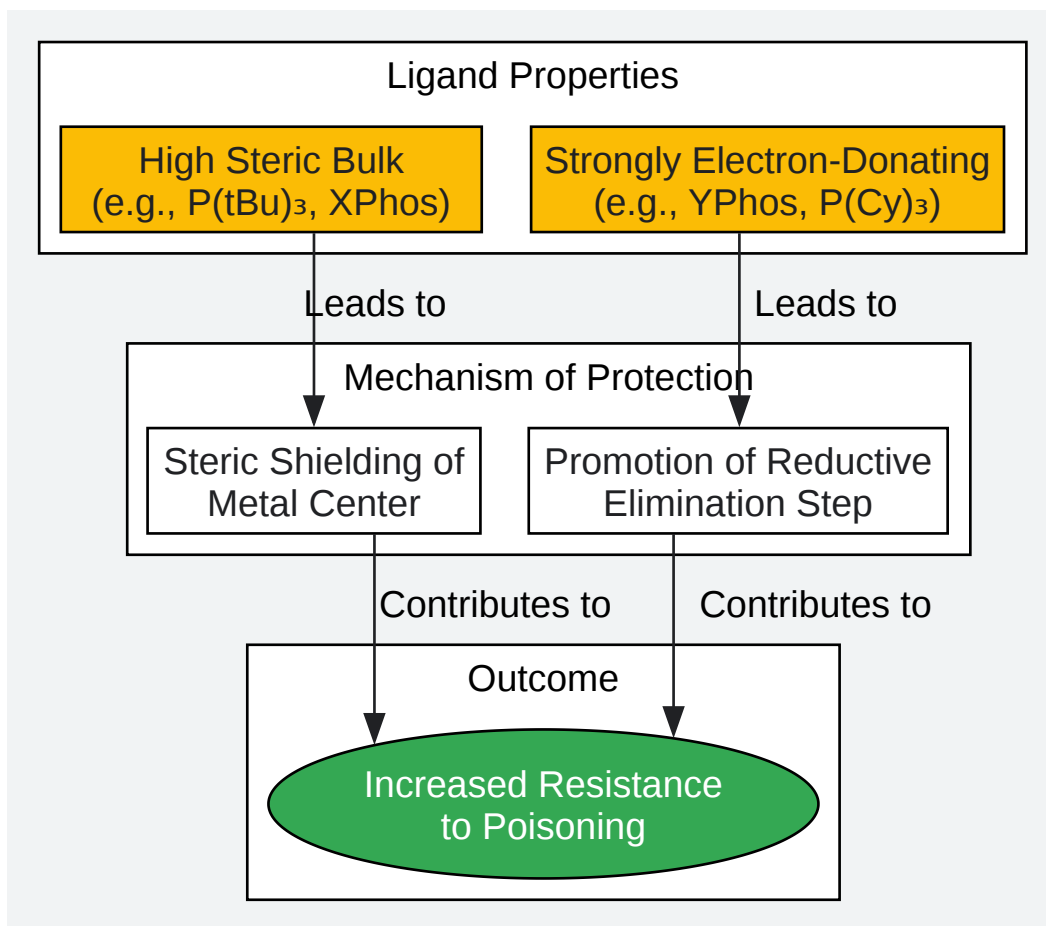 Ligand Properties
High Steric Bulk
(e.g., P(tBu)₃, XPhos)
Strongly Electron-Donating
(e.g., YPhos, P(Cy)₃)
Leads to
Leads to
Mechanism of Protection
Steric Shielding of
Metal Center
Promotion of Reductive
Elimination Step
Contributes to
Contributes to
Outcome
Increased Resistance
to Poisoning